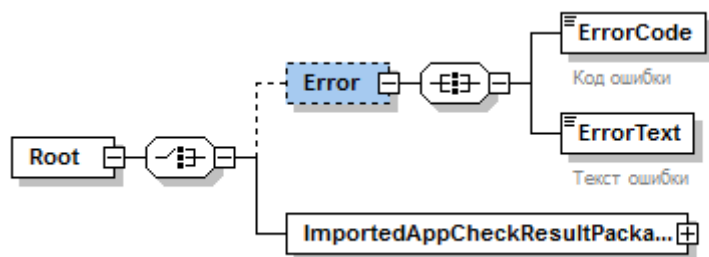 ErrorCode
Код ошибки
Error
ErrorText
Текст ошибки
Root
ImportedAppCheckResultPacka...